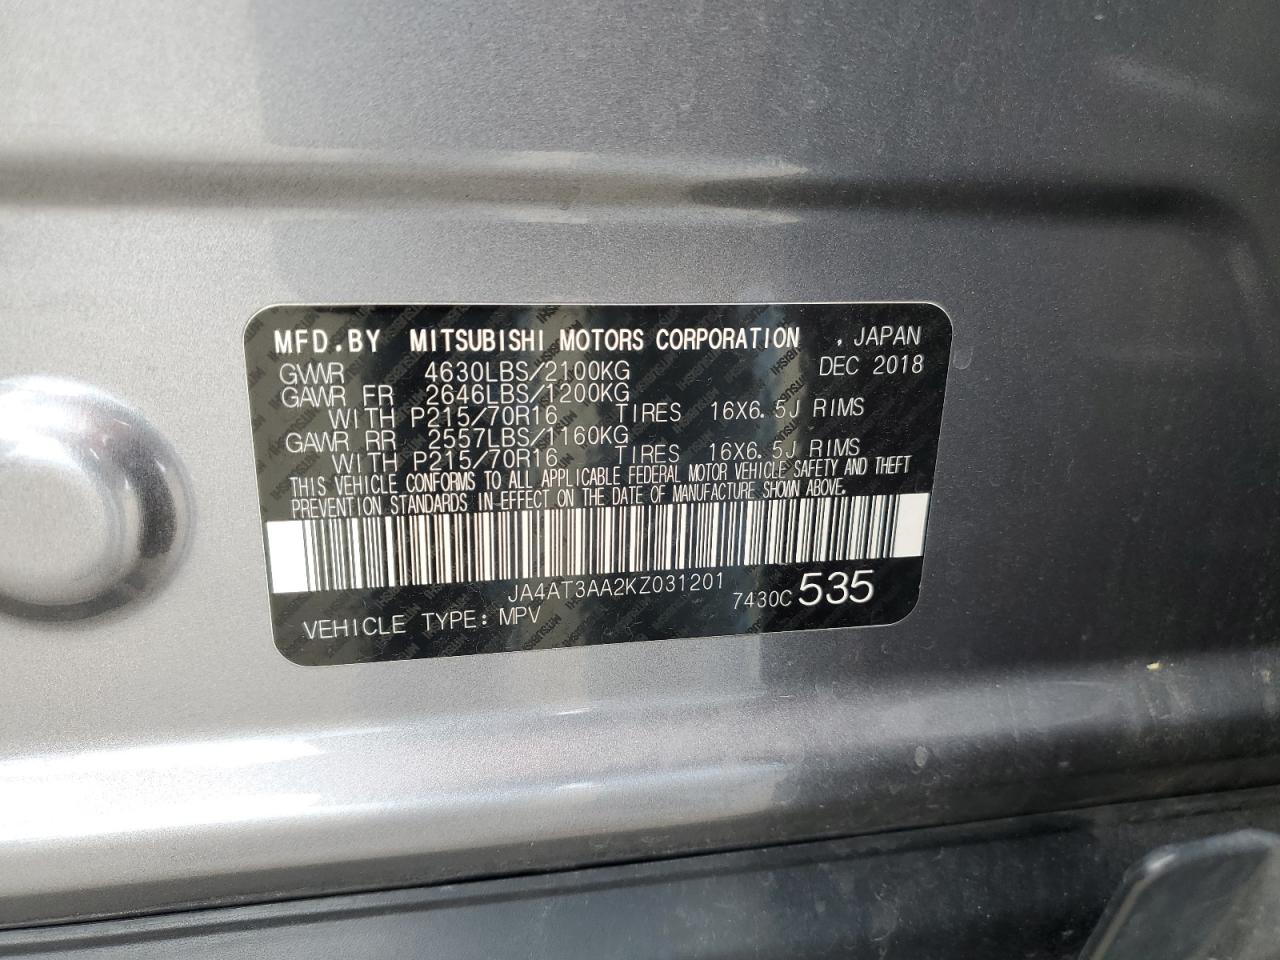 MFD.BY MITSUBISHI MOTORS CORPORATION , JAPAN
GVWR 4630LBS/2100KG DEC 2018
GAWR FR 2646LBS/1200KG
WITH P215/70R16 TIRES 16X6.5J RIMS
GAWR RR 2557LBS/1160KG
WITH P215/70R16 TIRES 16X6.5J RIMS
THIS VEHICLE CONFORMS TO ALL APPLICABLE FEDERAL MOTOR VEHICLE SAFETY AND THEFT
PREVENTION STANDARDS IN-EFFECT ON THE DATE OF MANUFACTURE SHOWN ABOVE.
JA4AT3AA2KZ031201 7430C 535
VEHICLE TYPE: MPV